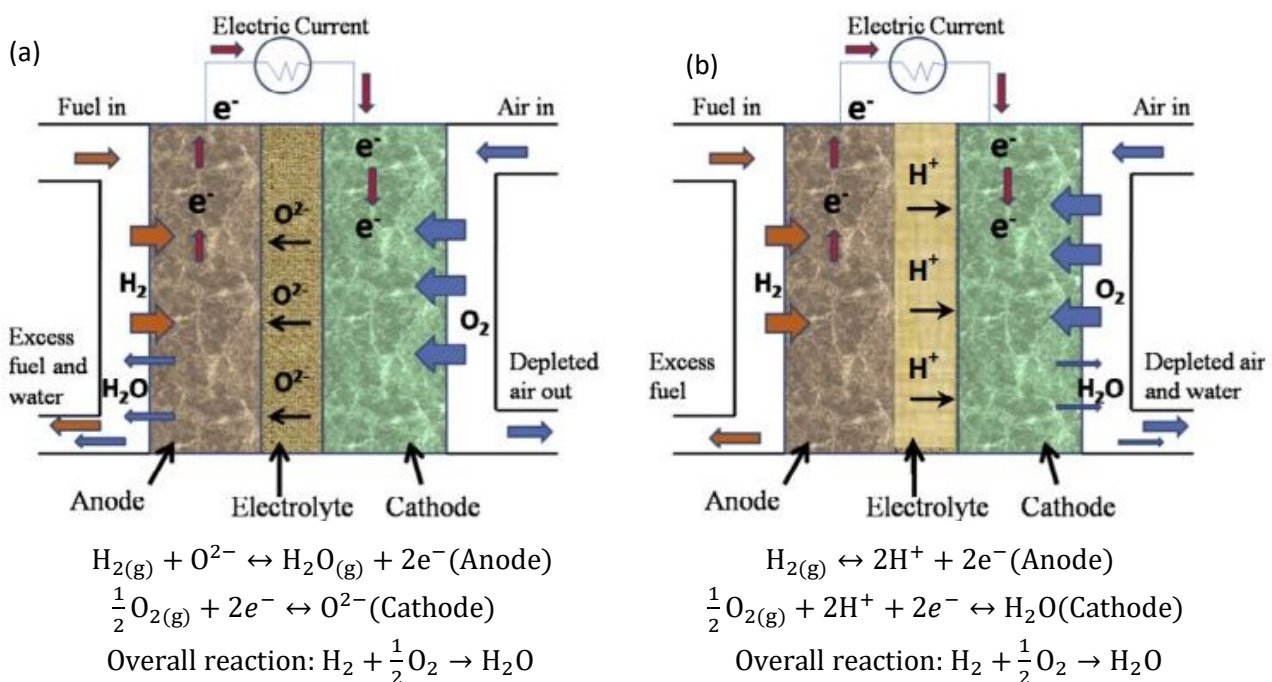 (a)
Electric Current
Fuel in
e-
Air in
e-
e-
e-
O²⁻
O²⁻
O²⁻
H₂
O₂
Excess
fuel and
water
H₂O
Depleted
air out
Anode
Electrolyte
Cathode
H₂(g) + O²⁻ ↔ H₂O(g) + 2e⁻(Anode)
½O₂(g) + 2e⁻ ↔ O²⁻(Cathode)
Overall reaction: H₂ + ½O₂ → H₂O
(b)
Electric Current
Fuel in
e-
Air in
e-
e-
e-
H⁺
H⁺
H⁺
H₂
O₂
Excess
fuel
H₂O
Depleted air
and water
Anode
Electrolyte
Cathode
H₂(g) ↔ 2H⁺ + 2e⁻(Anode)
½O₂(g) + 2H⁺ + 2e⁻ ↔ H₂O(Cathode)
Overall reaction: H₂ + ½O₂ → H₂O